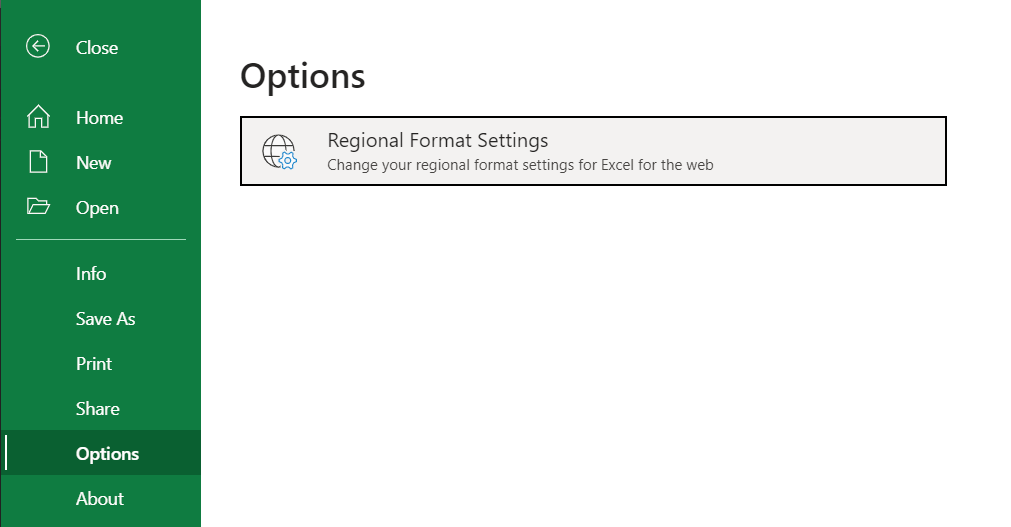 Close
Home
New
Open
Info
Save As
Print
Share
Options
About
Options
Regional Format Settings
Change your regional format settings for Excel for the web